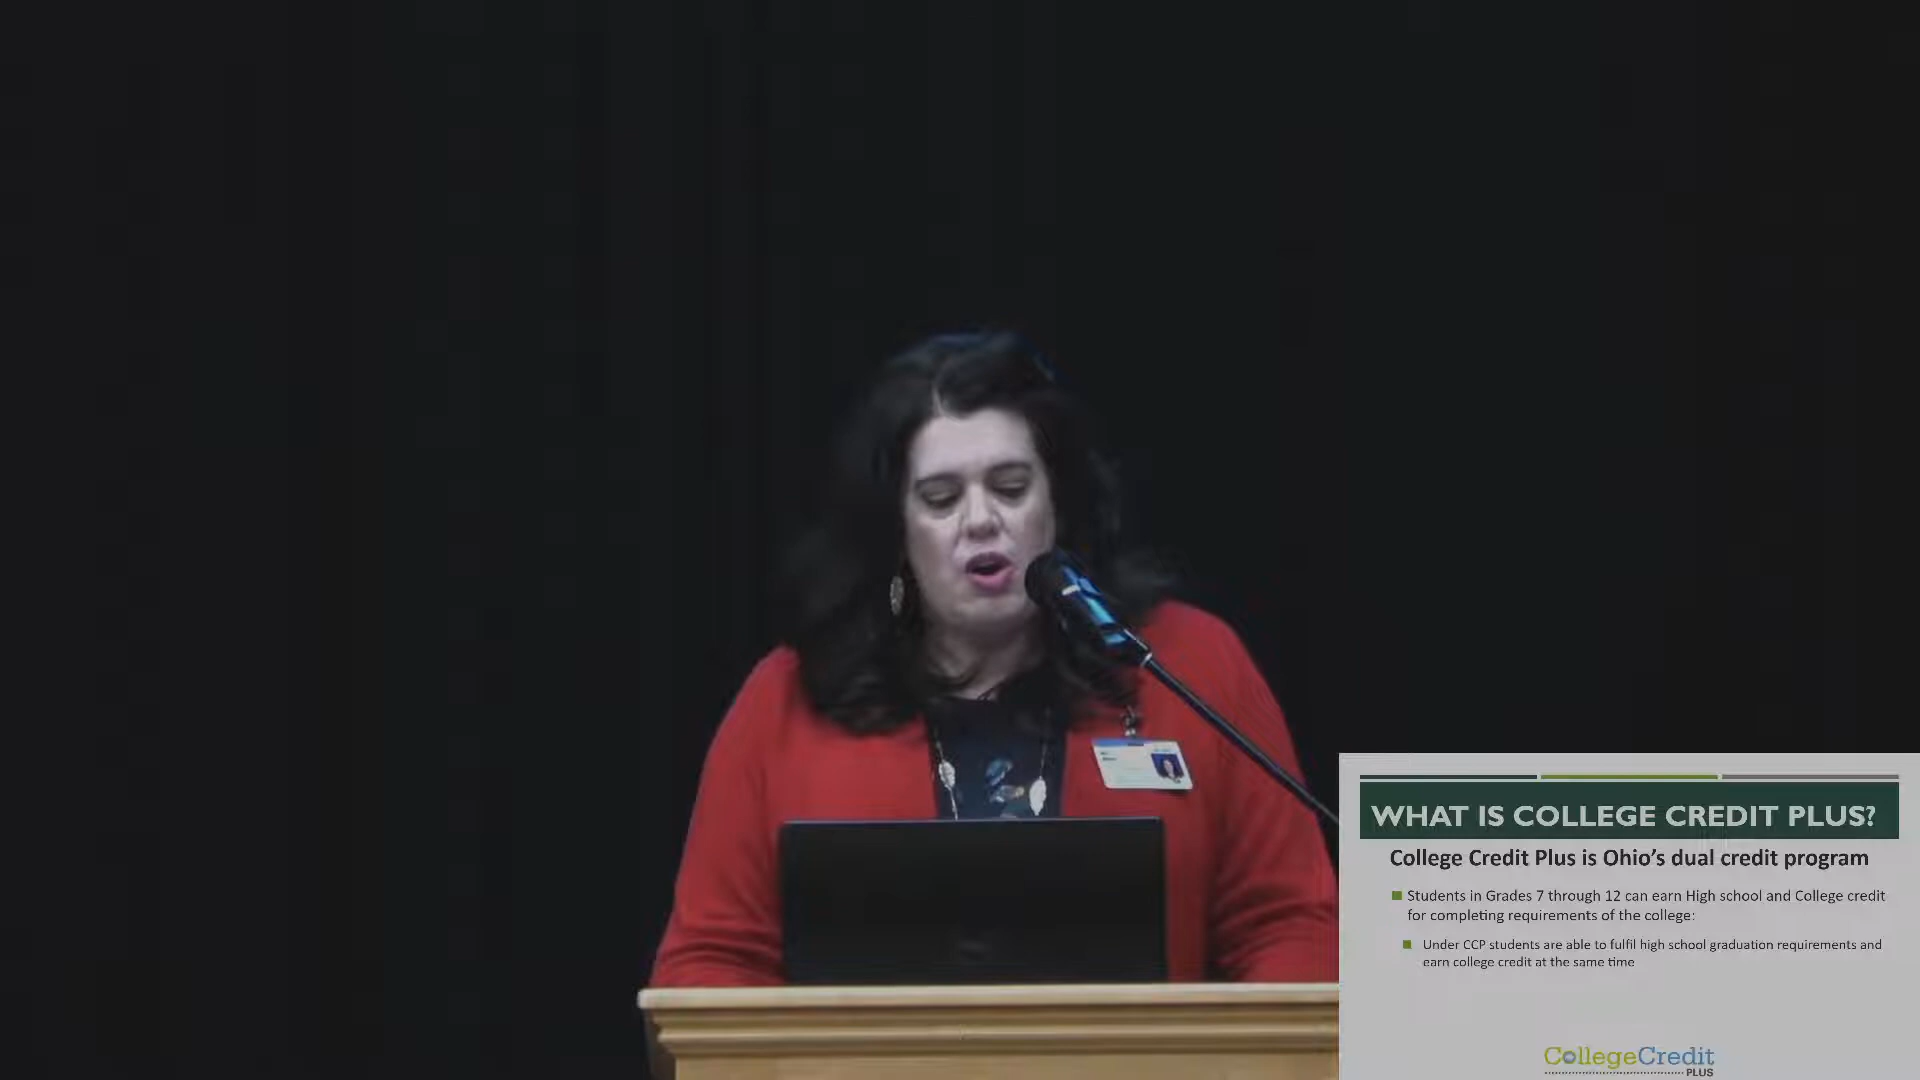 WHAT IS COLLEGE CREDIT PLUS?
College Credit Plus is Ohio's dual credit program
Students in Grades 7 through 12 can earn High school and College credit
for completing requirements of the college:
Under CCP students are able to fulfil high school graduation requirements and
earn college credit at the same time
CollegeCredit
PLUS